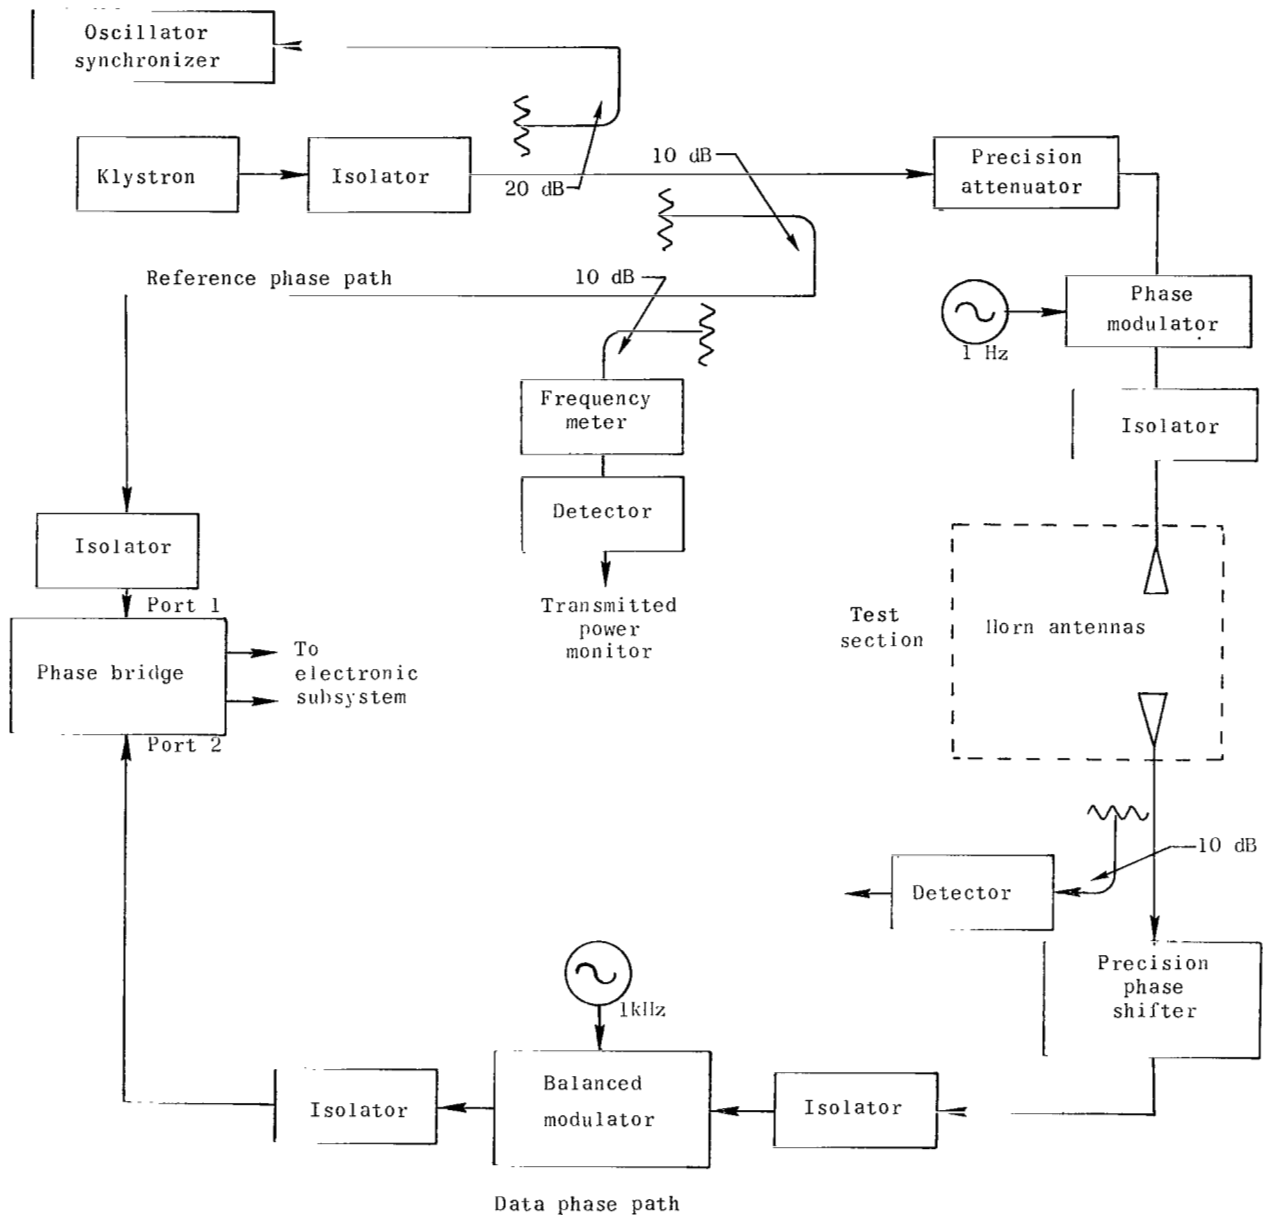 Oscillator
synchronizer
Klystron
Isolator
20 dB
10 dB
Precision
attenuator
Reference phase path
10 dB
Phase
modulator
1 Hz
Frequency
meter
Isolator
Detector
Isolator
Transmitted
power
monitor
Port 1
Phase bridge
To
electronic
subsystem
Port 2
Test
section
Horn antennas
10 dB
Detector
Precision
phase
shifter
1kHz
Balanced
modulator
Isolator
Isolator
Data phase path